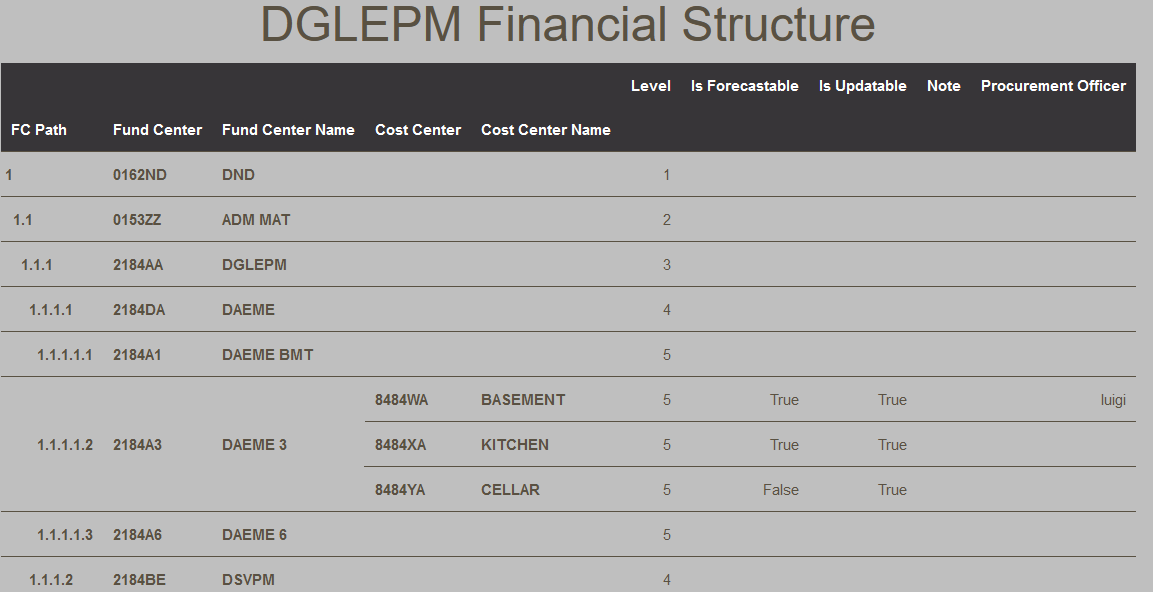 DGLEPM Financial Structure
Level Is Forecastable Is Updatable Note Procurement Officer
FC Path Fund Center Fund Center Name Cost Center Cost Center Name
1 0162ND DND 1
1.1 0153ZZ ADM MAT 2
1.1.1 2184AA DGLEPM 3
1.1.1.1 2184DA DAEME 4
1.1.1.1.1 2184A1 DAEME BMT 5
8484WA BASEMENT 5 True True luigi
1.1.1.1.2 2184A3 DAEME 3 8484XA KITCHEN 5 True True
8484YA CELLAR 5 False True
1.1.1.1.3 2184A6 DAEME 6 5
1.1.1.2 2184BE DSVPM 4